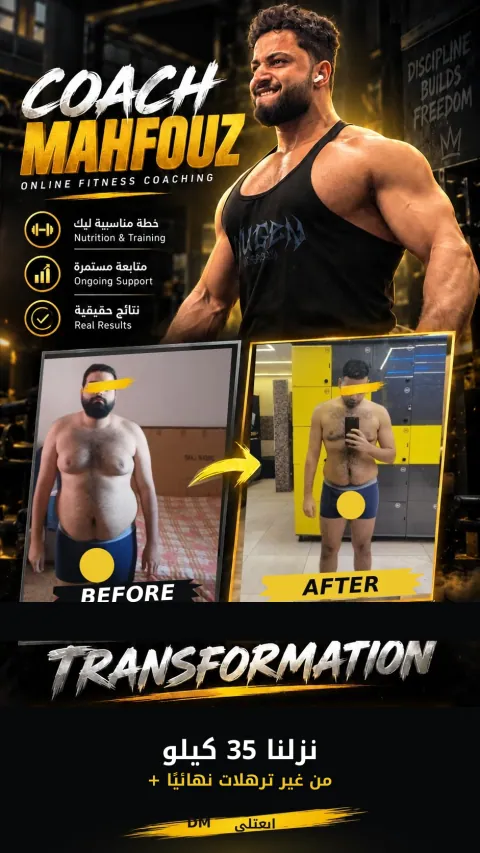 COACH
MAHFOUZ
ONLINE FITNESS COACHING
DISCIPLINE
BUILDS
FREEDOM
خطة مناسبية ليك
Nutrition & Training
متابعة مستمرة
Ongoing Support
نتائج حقيقية
Real Results
BEFORE
AFTER
TRANSFORMATION
نزلنا 35 كيلو
من غير ترهلات نهائيًا +
ابعتلي DM